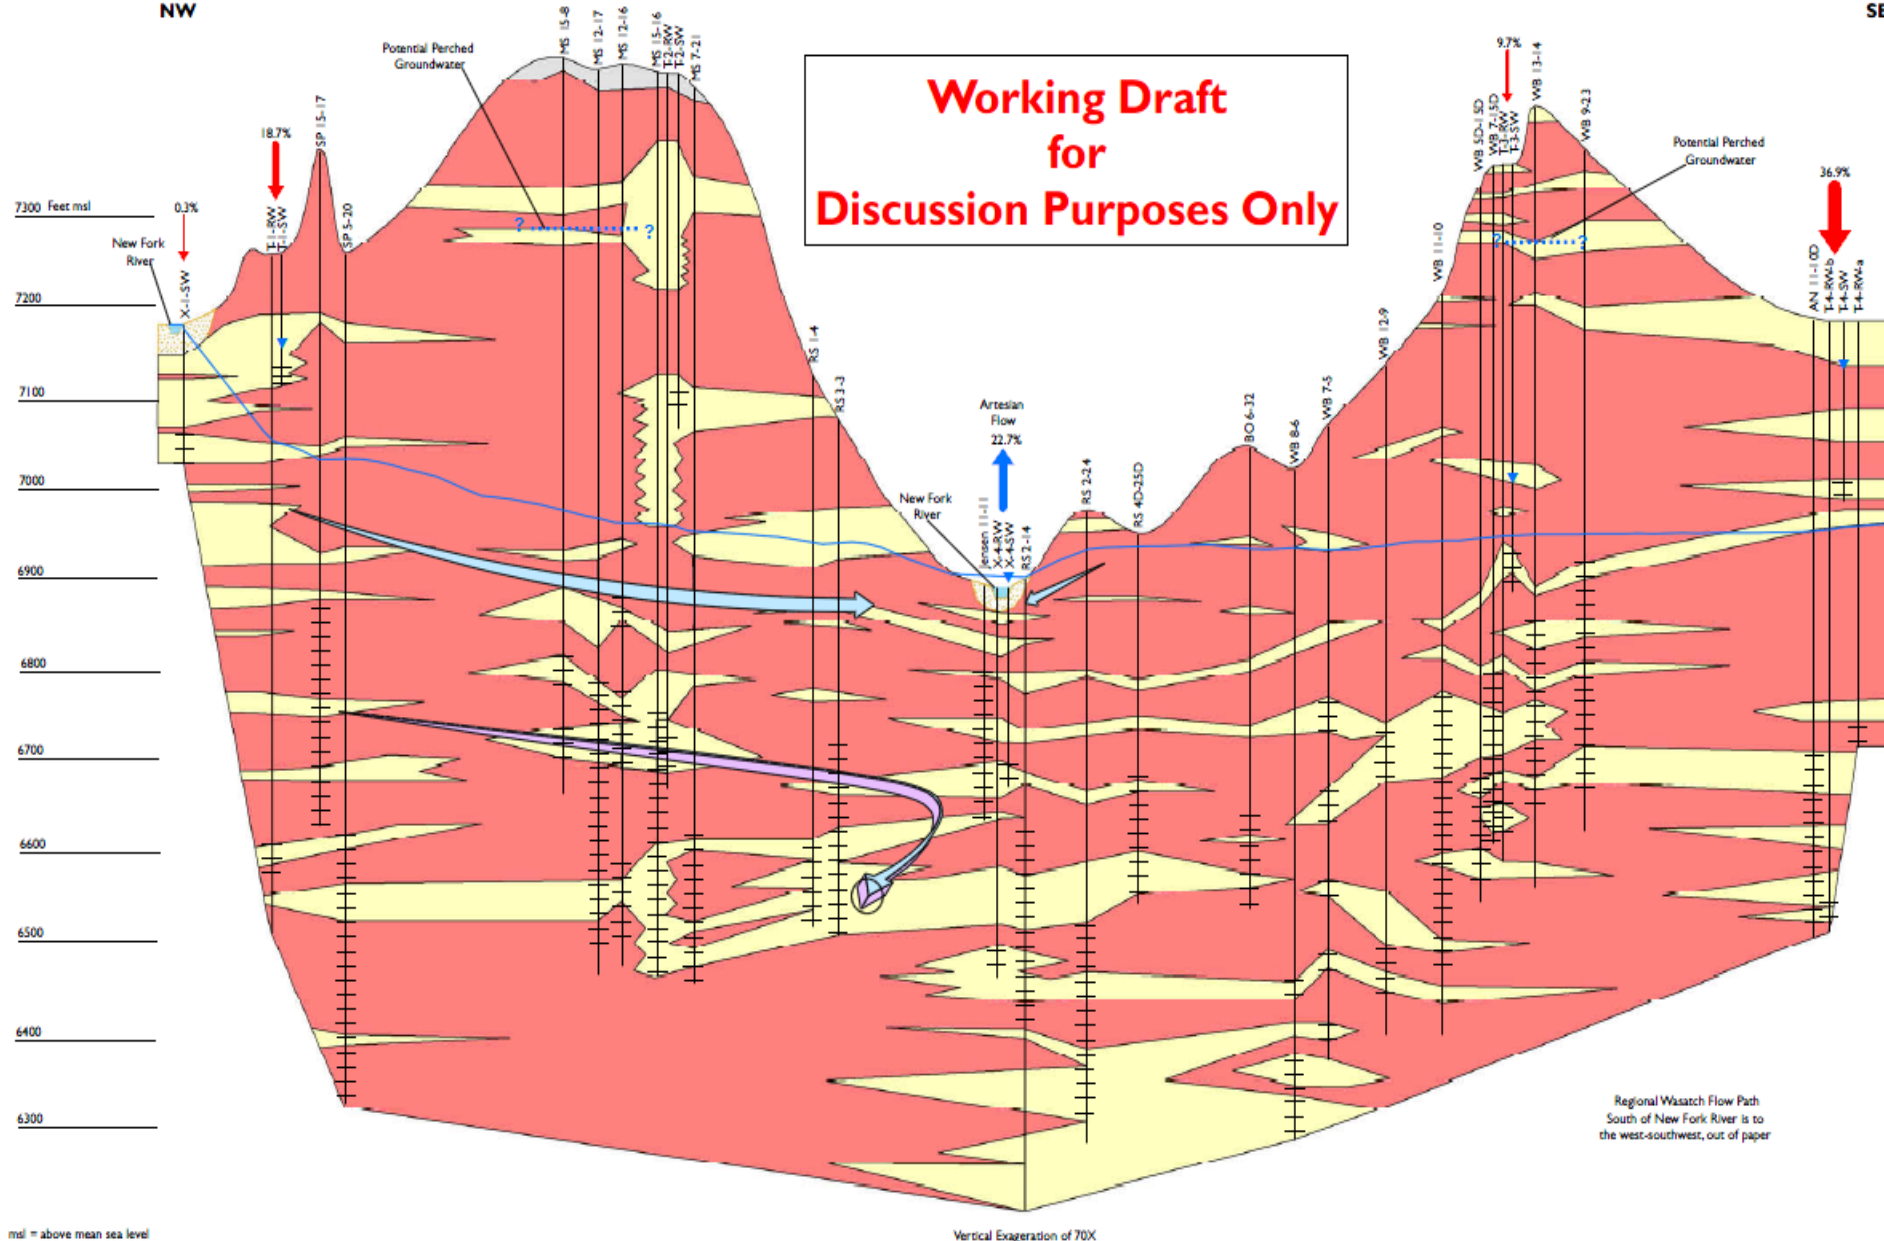 NW
SE
Potential Perched
Groundwater
MS 15-8
MS 12-17
MS 12-16
MS 15-16
T-2-RW
T-2-SW
MS 7-21
Working Draft
for
Discussion Purposes Only
9.7%
WB 5D-15D
WB 7-15D
T-3-RW
T-3-SW
WB 13-14
WB 9-23
Potential Perched
Groundwater
36.9%
18.7%
SP 15-17
0.3%
7300 Feet msl
New Fork
River
X-1-SW
T-1-RW
T-1-SW
SP 5-20
? ?
? ?
WB 11-10
AN 11-10D
T-4-RW-b
T-4-SW
T-4-RW-a
7200
RS 1-4
RS 3-3
WB 12-9
7100
Artesian
Flow
22.7%
BO 6-32
WB 8-6
WB 7-5
7000
New Fork
River
Jensen 11-11
X-4-RW
X-4-SW
RS 2-14
RS 2-24
RS 4D-25D
6900
6800
6700
6600
6500
6400
6300
Regional Wasatch Flow Path
South of New Fork River is to
the west-southwest, out of paper
msl = above mean sea level
Vertical Exageration of 70X